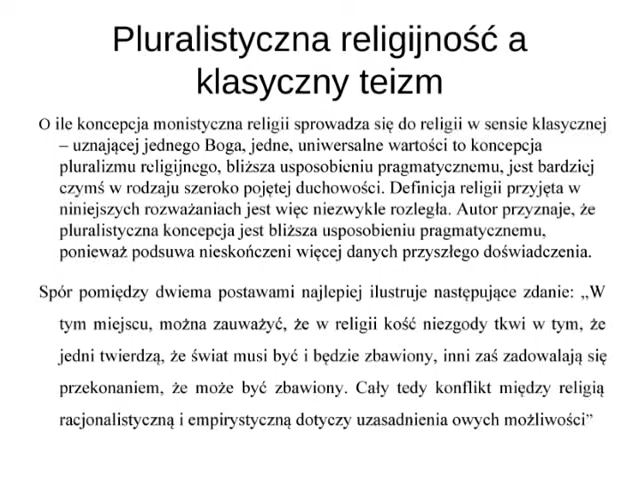 Pluralistyczna religijność a
klasyczny teizm
O ile koncepcja monistyczna religii sprowadza się do religii w sensie klasycznej
– uznającej jednego Boga, jedne, uniwersalne wartości to koncepcja
pluralizmu religijnego, bliższa usposobieniu pragmatycznemu, jest bardziej
czymś w rodzaju szeroko pojętej duchowości. Definicja religii przyjęta w
niniejszych rozważaniach jest więc niezwykle rozległa. Autor przyznaje, że
pluralistyczna koncepcja jest bliższa usposobieniu pragmatycznemu,
ponieważ podsuwa nieskończeni więcej danych przyszłego doświadczenia.
Spór pomiędzy dwiema postawami najlepiej ilustruje następujące zdanie: „W
tym miejscu, można zauważyć, że w religii kość niezgody tkwi w tym, że
jedni twierdzą, że świat musi być i będzie zbawiony, inni zaś zadowalają się
przekonaniem, że może być zbawiony. Cały tedy konflikt między religią
racjonalistyczną i empirystyczną dotyczy uzasadnienia owych możliwości”